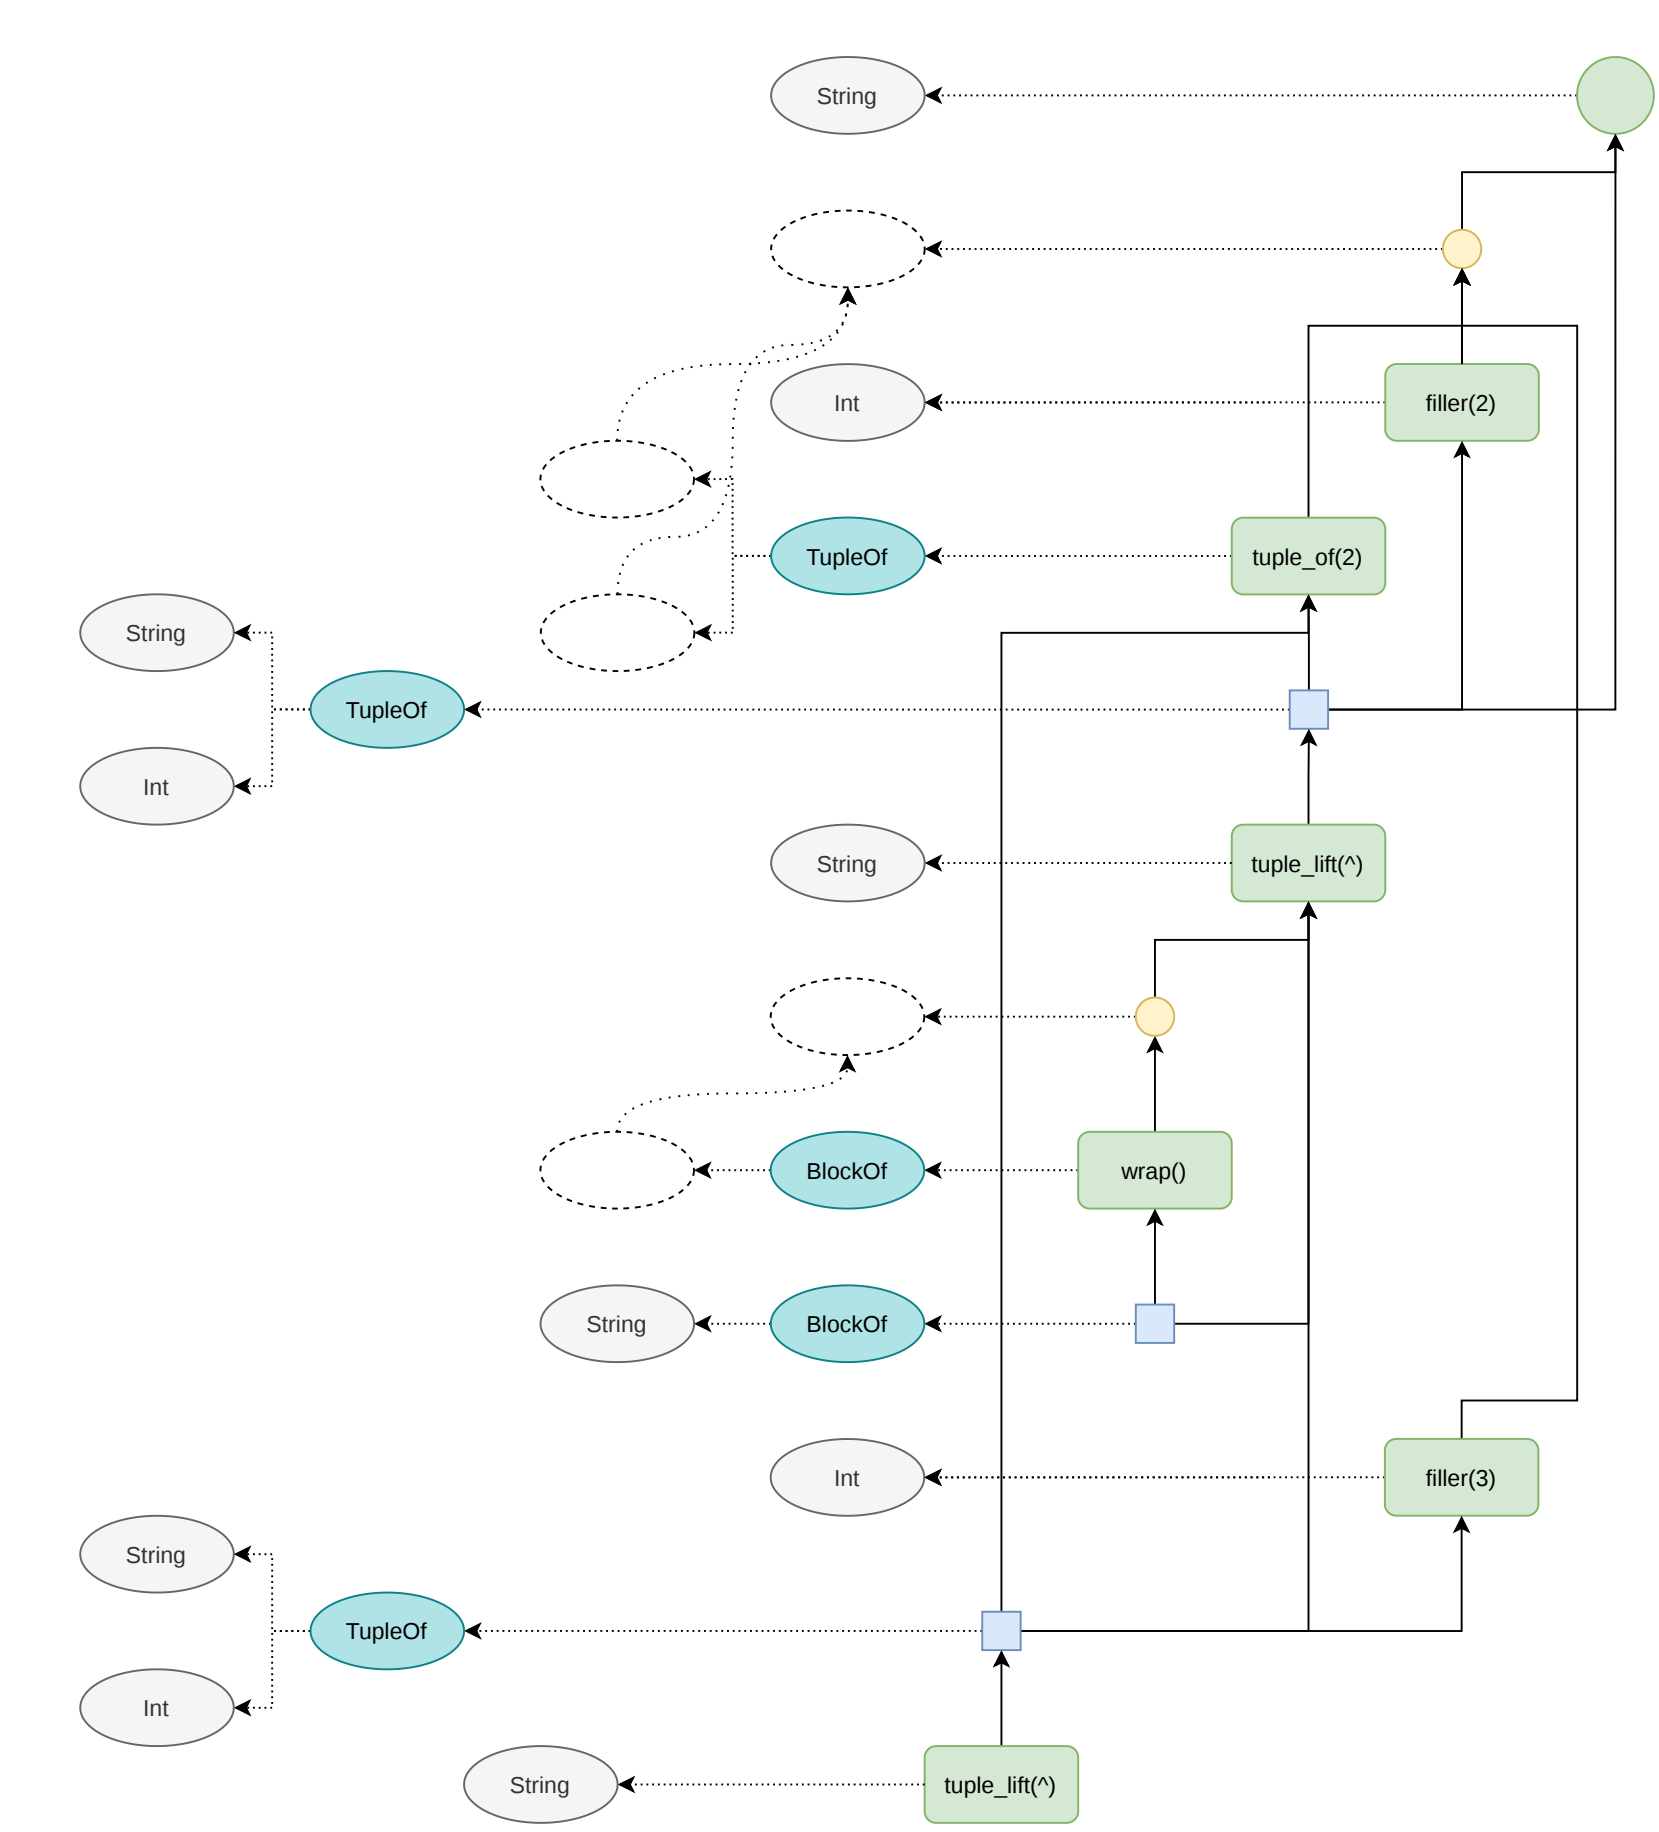 String
Int
filler(2)
TupleOf
tuple_of(2)
String
TupleOf
Int
String
tuple_lift(^)
BlockOf
wrap()
String
BlockOf
Int
filler(3)
String
TupleOf
Int
String
tuple_lift(^)